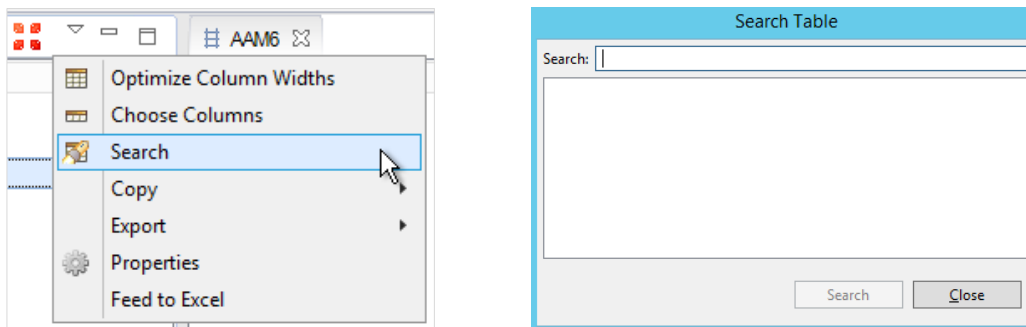 AAM6
Optimize Column Widths
Choose Columns
Search
Copy
Export
Properties
Feed to Excel
Search Table
Search:
Search
Close